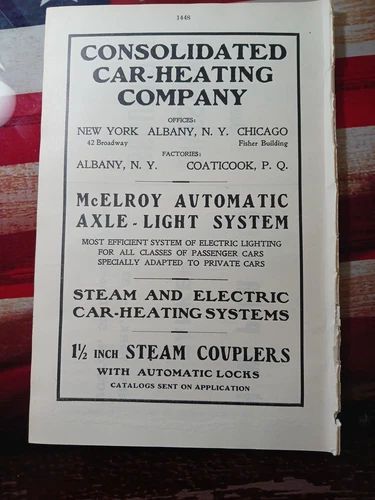 1448
CONSOLIDATED
CAR-HEATING
COMPANY
OFFICES:
NEW YORK ALBANY, N. Y. CHICAGO
42 Broadway Fisher Building
FACTORIES:
ALBANY, N. Y. COATICOOK, P. Q.
McELROY AUTOMATIC
AXLE-LIGHT SYSTEM
MOST EFFICIENT SYSTEM OF ELECTRIC LIGHTING
FOR ALL CLASSES OF PASSENGER CARS
SPECIALLY ADAPTED TO PRIVATE CARS
STEAM AND ELECTRIC
CAR-HEATING SYSTEMS
1½ INCH STEAM COUPLERS
WITH AUTOMATIC LOCKS
CATALOGS SENT ON APPLICATION